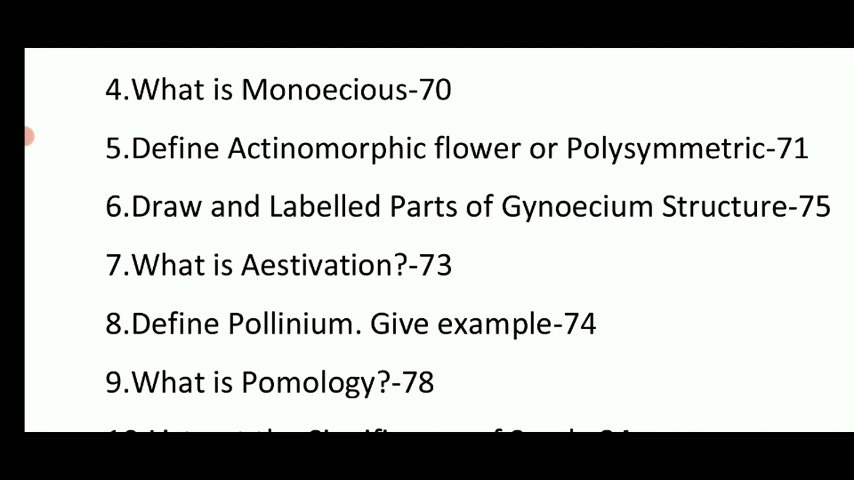 4.What is Monoecious-70
5.Define Actinomorphic flower or Polysymmetric-71
6.Draw and Labelled Parts of Gynoecium Structure-75
7.What is Aestivation?-73
8.Define Pollinium. Give example-74
9.What is Pomology?-78